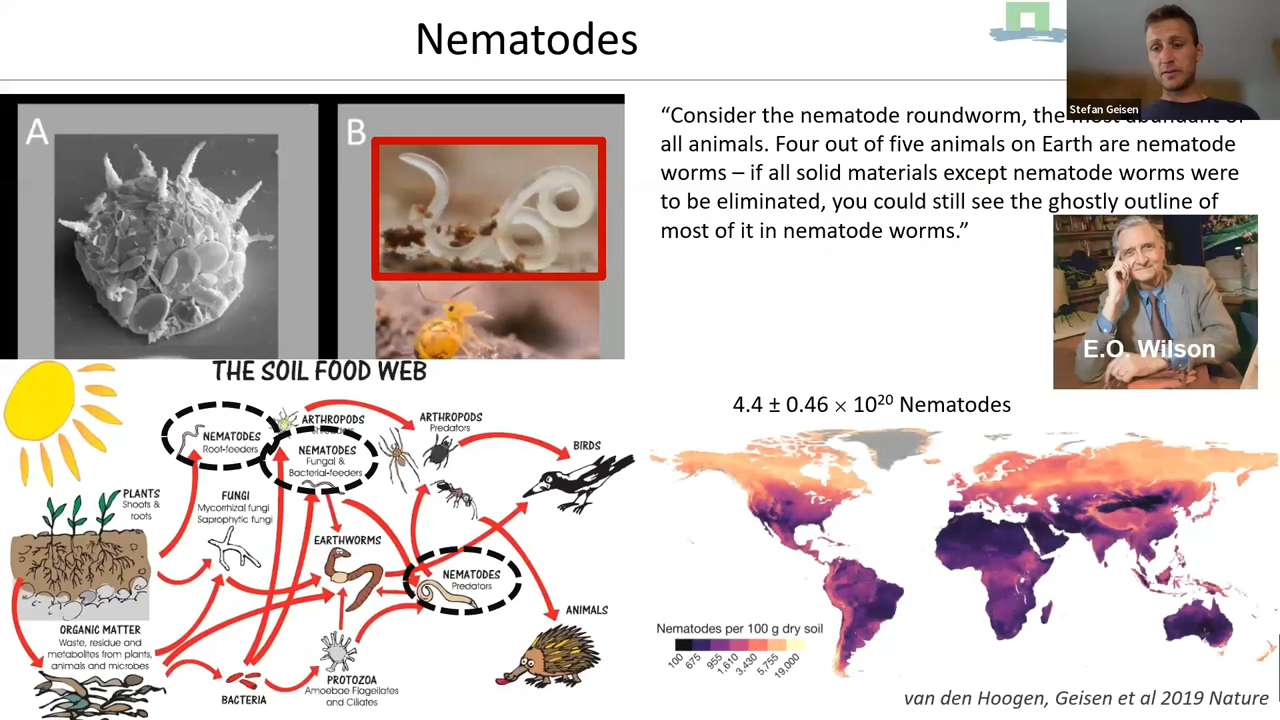 Nematodes
Stefan Geisen
A
B
“Consider the nematode roundworm, the most abundant of
all animals. Four out of five animals on Earth are nematode
worms – if all solid materials except nematode worms were
to be eliminated, you could still see the ghostly outline of
most of it in nematode worms.”
E.O. Wilson
THE SOIL FOOD WEB
NEMATODES
Root-feeders
ARTHROPODS
Shredders
NEMATODES
Fungal &
Bacterial-feeders
ARTHROPODS
Predators
BIRDS
PLANTS
Shoots &
roots
FUNGI
Mycorrhizal fungi
Saprophytic fungi
EARTHWORMS
NEMATODES
Predators
ANIMALS
ORGANIC MATTER
Waste, residue and
metabolites from plants,
animals and microbes
BACTERIA
PROTOZOA
Amoebae Flagellates
and Ciliates
4.4 ± 0.46 × 10²⁰ Nematodes
Nematodes per 100 g dry soil
100 675 955 1,610 3,430 5,755 19,000
van den Hoogen, Geisen et al 2019 Nature